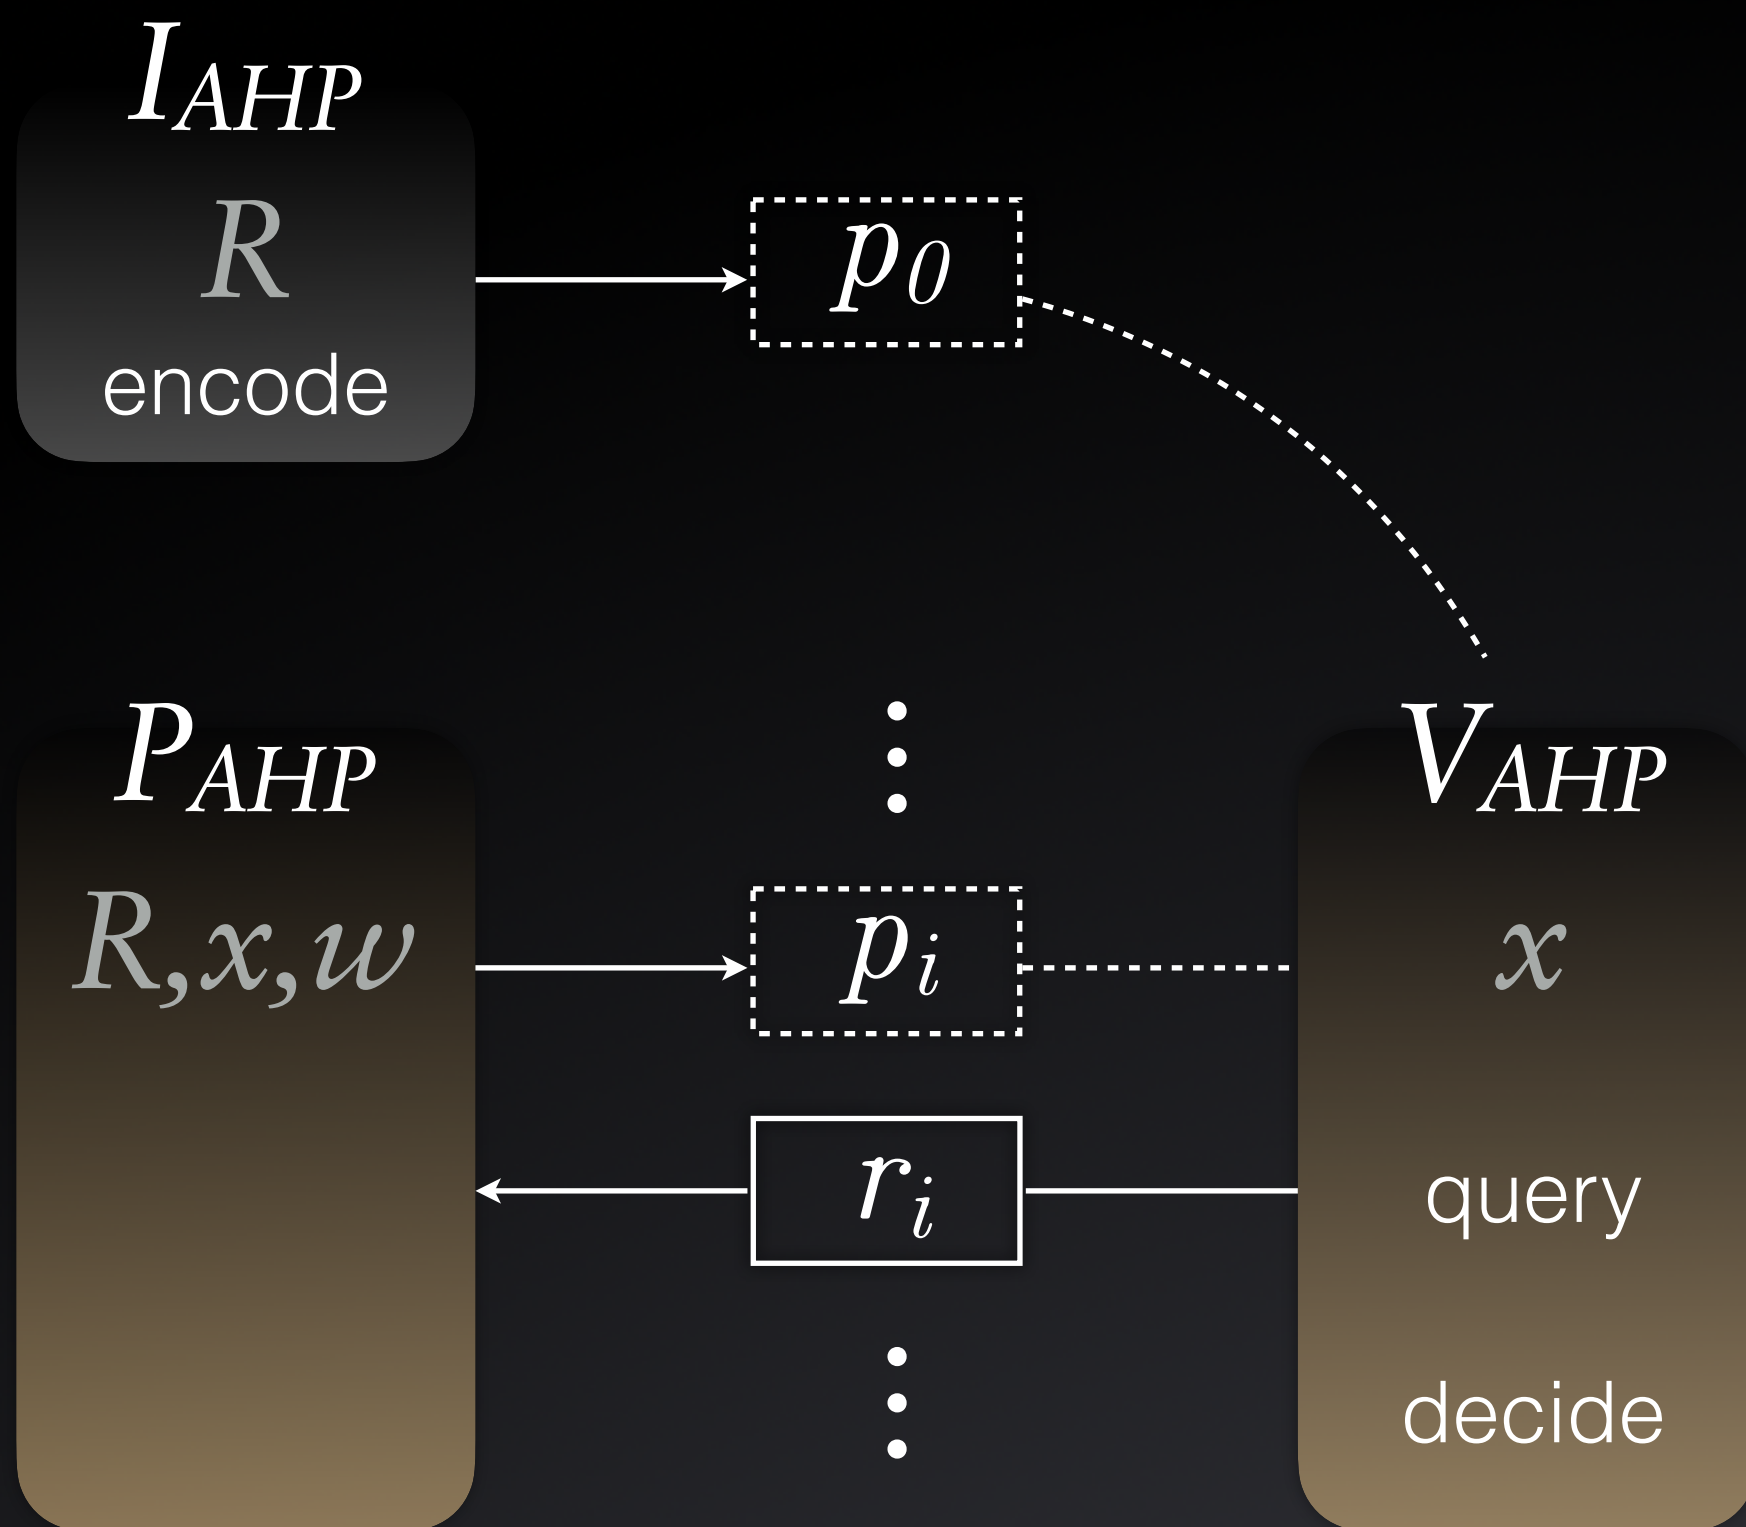 I_AHP
R
p_0
encode
P_AHP
V_AHP
R,x,w
p_i
x
r_i
query
decide